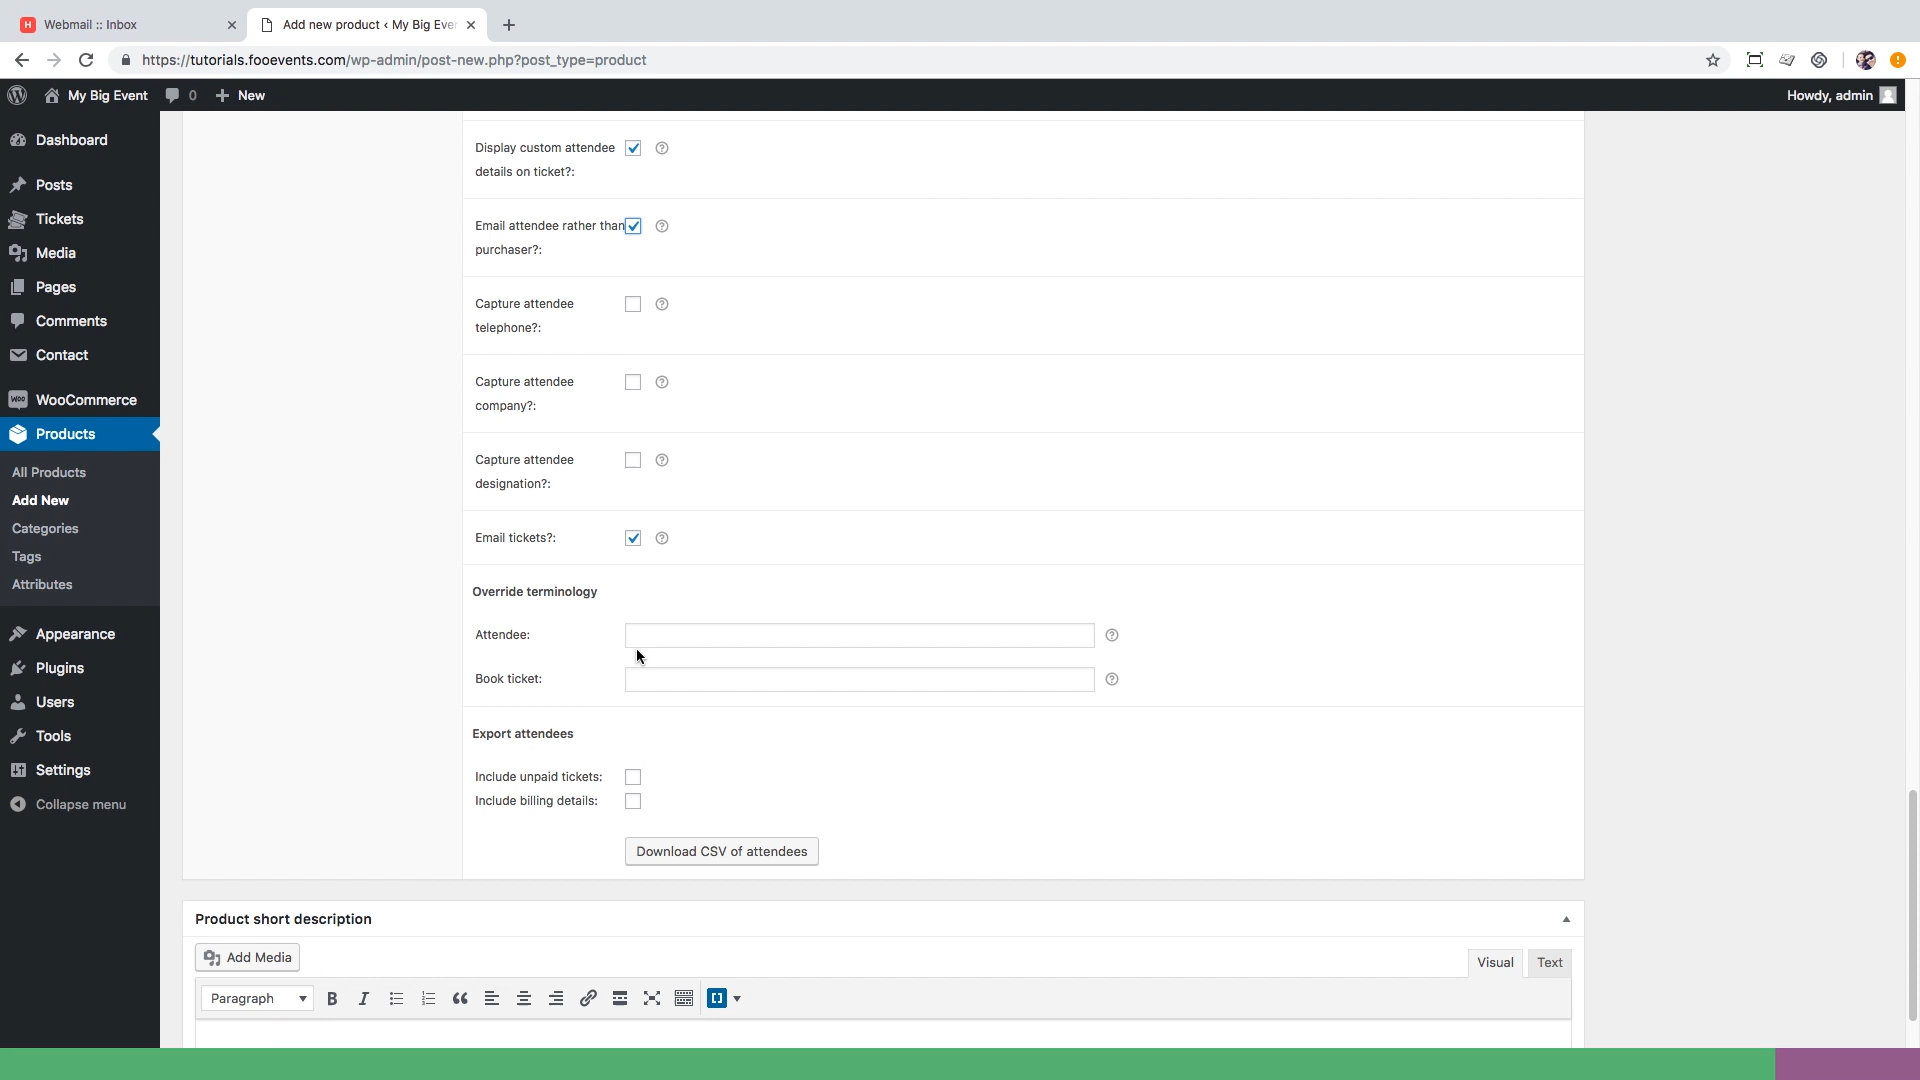 Webmail :: Inbox
Add new product ‹ My Big Eve
https://tutorials.fooevents.com/wp-admin/post-new.php?post_type=product
My Big Event
0
New
Howdy, admin
Dashboard
Posts
Tickets
Media
Pages
Comments
Contact
WooCommerce
Products
All Products
Add New
Categories
Tags
Attributes
Appearance
Plugins
Users
Tools
Settings
Collapse menu
Display custom attendee
details on ticket?:
Email attendee rather than
purchaser?:
Capture attendee
telephone?:
Capture attendee
company?:
Capture attendee
designation?:
Email tickets?:
Override terminology
Attendee:
Book ticket:
Export attendees
Include unpaid tickets:
Include billing details:
Download CSV of attendees
Product short description
Add Media
Visual
Text
Paragraph